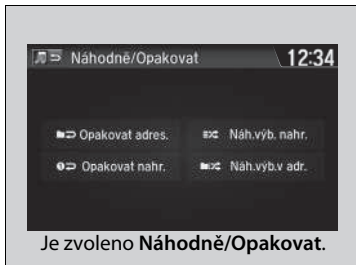 Náhodně/Opakovat 12:34
Opakovat adres. Náh.výb. nahr.
Opakovat nahr. Náh.výb.v adr.
Je zvoleno Náhodně/Opakovat.